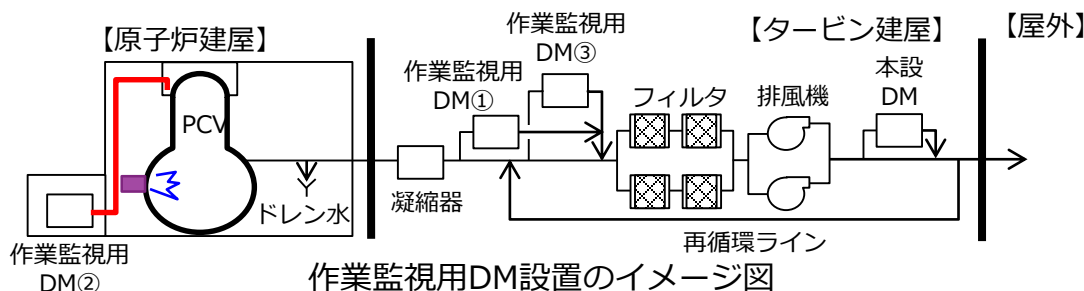 【原子炉建屋】
作業監視用
DM③
【タービン建屋】
【屋外】
作業監視用
DM①
フィルタ
排風機
本設
DM
PCV
ドレン水
凝縮器
再循環ライン
作業監視用
DM②
作業監視用DM設置のイメージ図